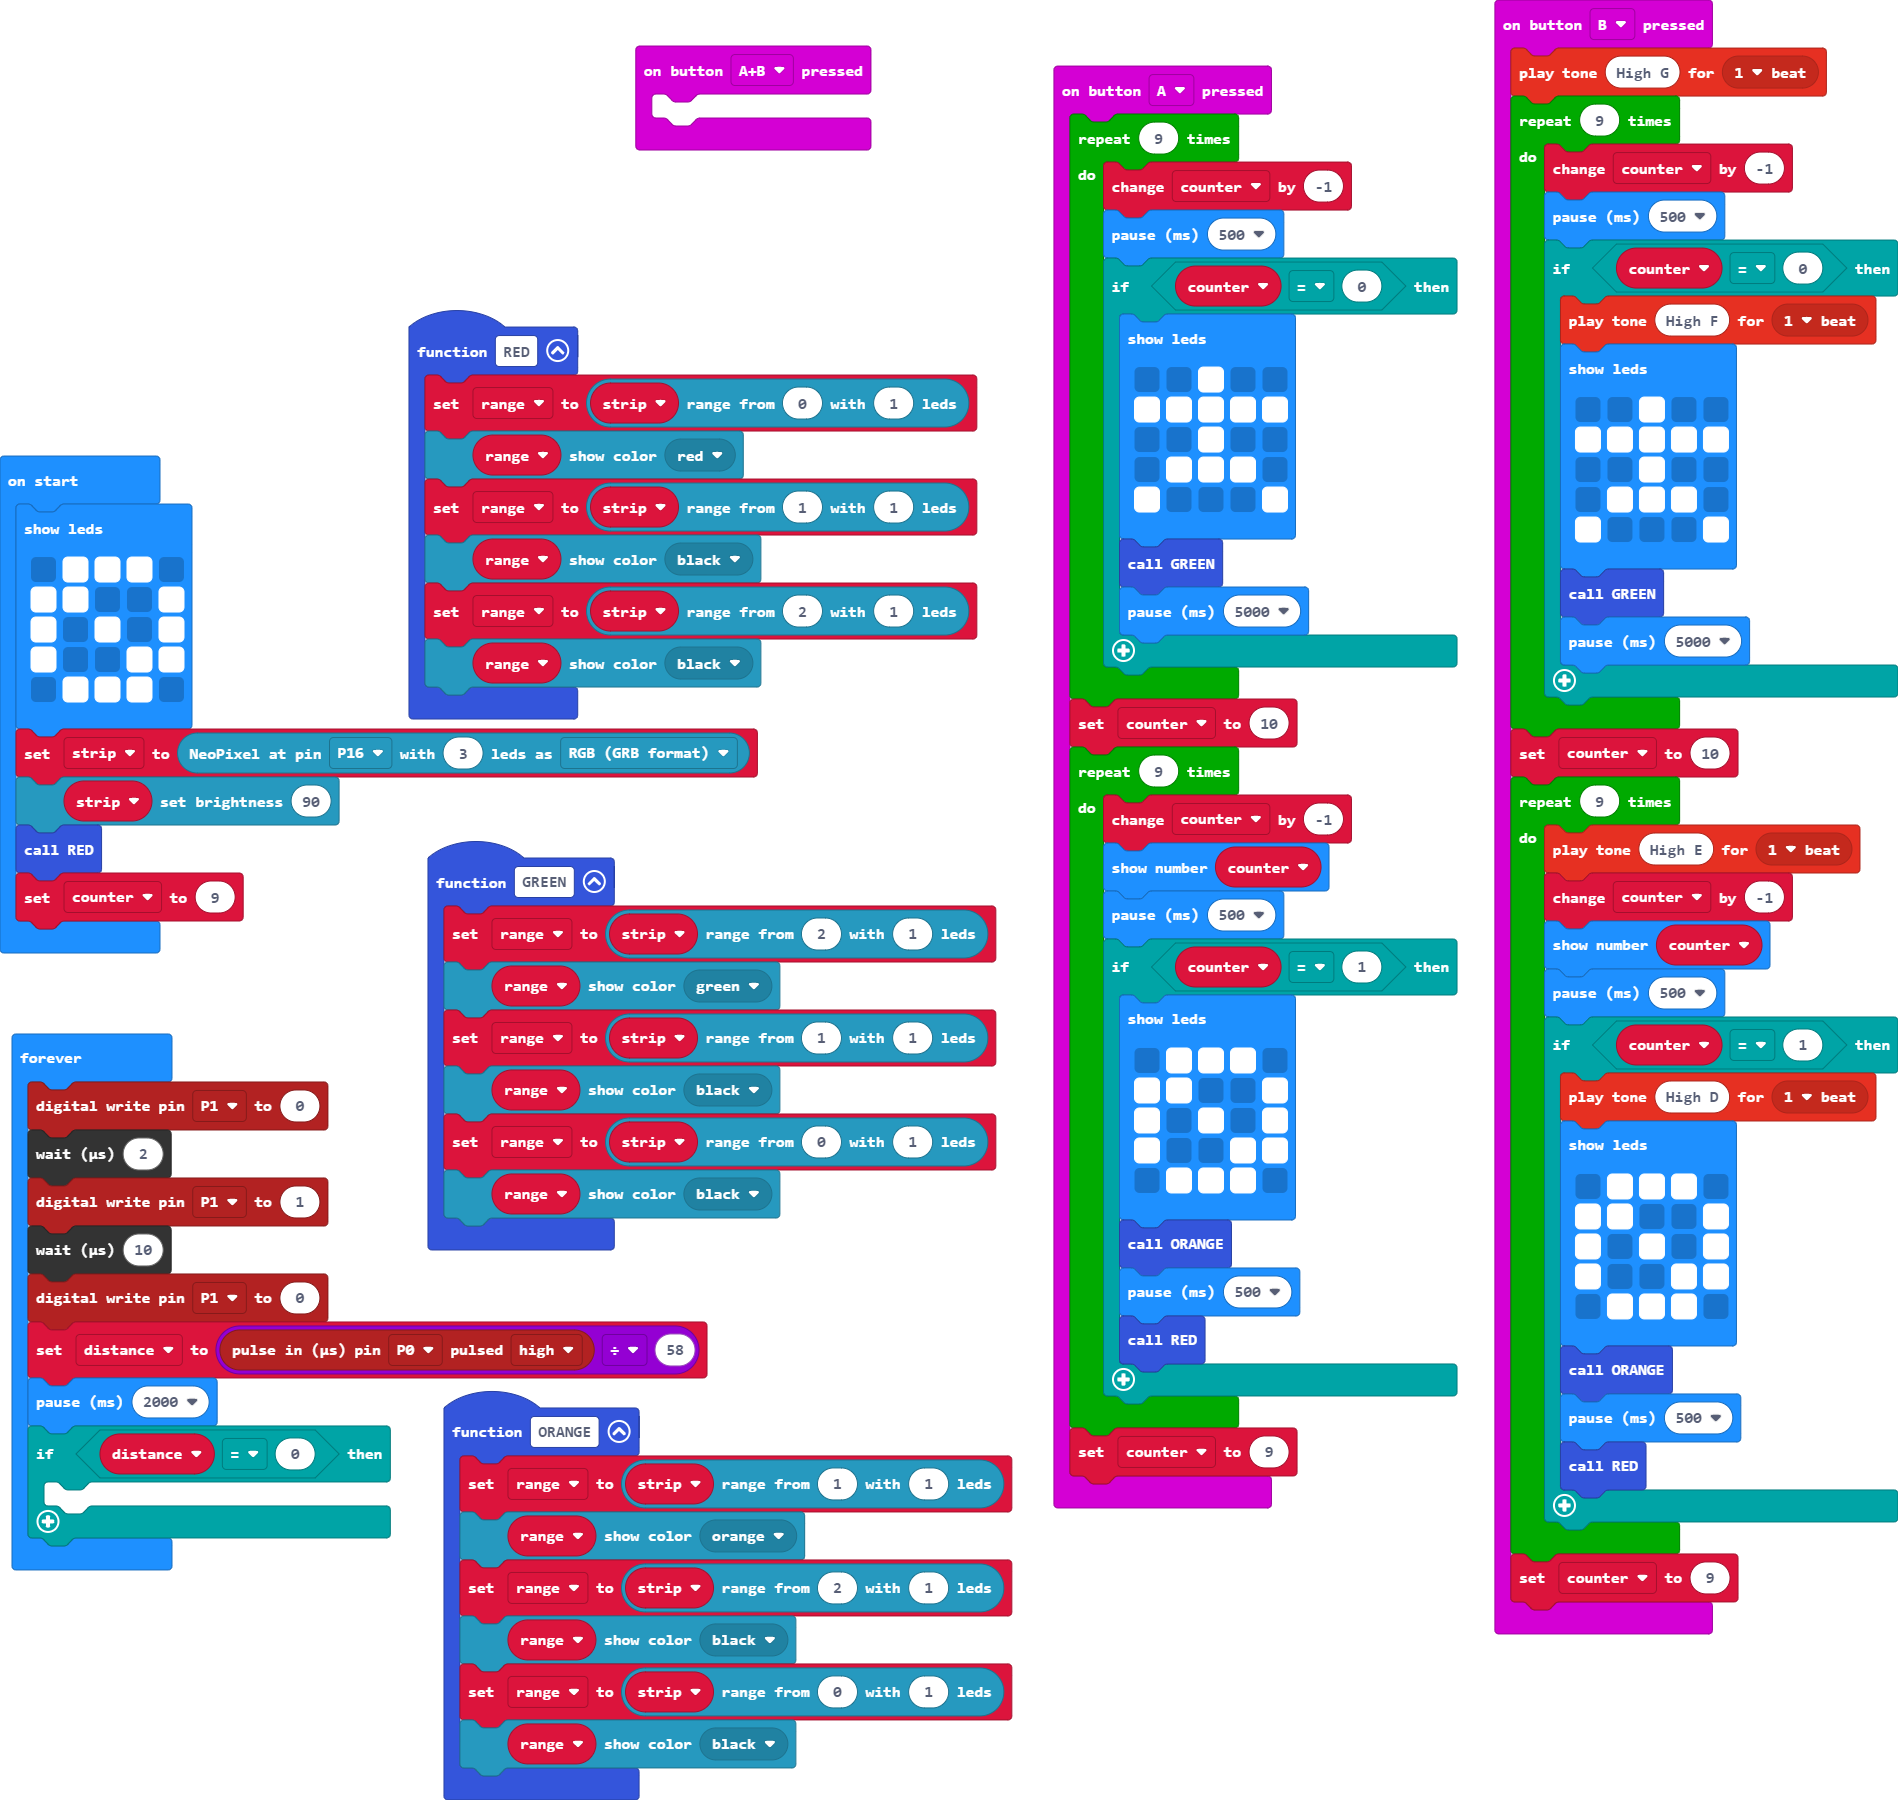 on start
show leds
set strip to NeoPixel at pin P16 with 3 leds as RGB (GRB format)
strip set brightness 90
call RED
set counter to 9
forever
digital write pin P1 to 0
wait (µs) 2
digital write pin P1 to 1
wait (µs) 10
digital write pin P1 to 0
set distance to pulse in (µs) pin P0 pulsed high ÷ 58
pause (ms) 2000
if distance = 0 then
on button A+B pressed
function RED
set range to strip range from 0 with 1 leds
range show color red
set range to strip range from 1 with 1 leds
range show color black
set range to strip range from 2 with 1 leds
range show color black
function GREEN
set range to strip range from 2 with 1 leds
range show color green
set range to strip range from 1 with 1 leds
range show color black
set range to strip range from 0 with 1 leds
range show color black
function ORANGE
set range to strip range from 1 with 1 leds
range show color orange
set range to strip range from 2 with 1 leds
range show color black
set range to strip range from 0 with 1 leds
range show color black
on button A pressed
repeat 9 times
do
change counter by -1
pause (ms) 500
if counter = 0 then
show leds
call GREEN
pause (ms) 5000
set counter to 10
repeat 9 times
do
change counter by -1
show number counter
pause (ms) 500
if counter = 1 then
show leds
call ORANGE
pause (ms) 500
call RED
set counter to 9
on button B pressed
play tone High G for 1 beat
repeat 9 times
do
change counter by -1
pause (ms) 500
if counter = 0 then
play tone High F for 1 beat
show leds
call GREEN
pause (ms) 5000
set counter to 10
repeat 9 times
do
play tone High E for 1 beat
change counter by -1
show number counter
pause (ms) 500
if counter = 1 then
play tone High D for 1 beat
show leds
call ORANGE
pause (ms) 500
call RED
set counter to 9